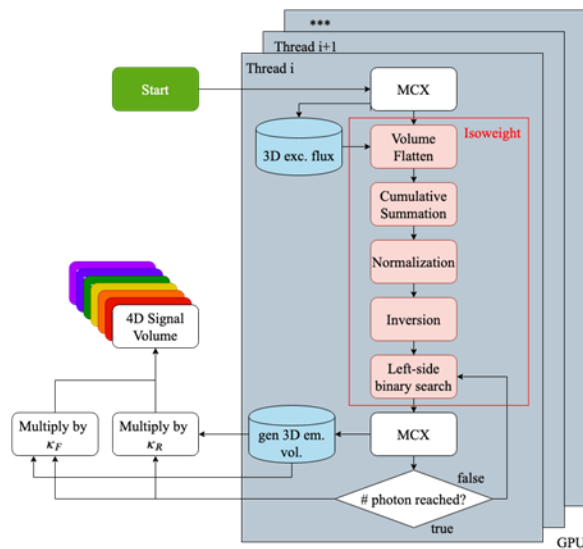 ***
Thread i+1
Thread i
Start
MCX
Isoweight
3D exc. flux
Volume
Flatten
Cumulative
Summation
Normalization
4D Signal
Volume
Inversion
Left-side
binary search
Multiply by
κF
Multiply by
κR
gen 3D em.
vol.
MCX
false
# photon reached?
true
GPU